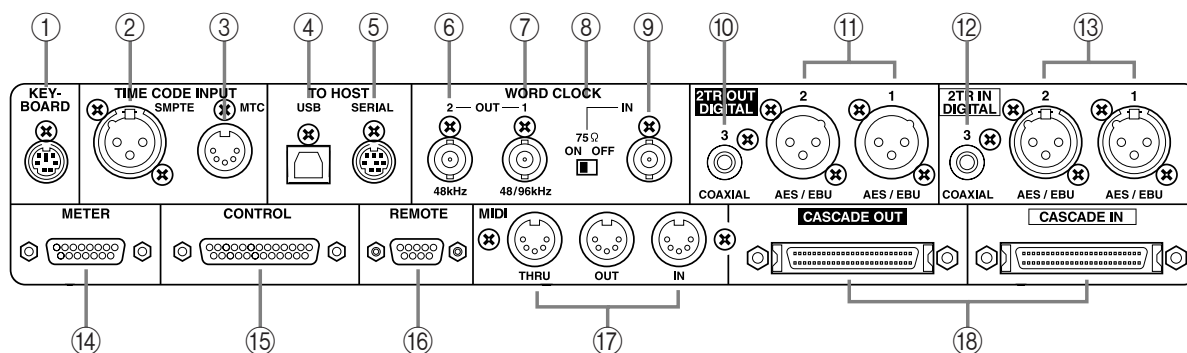 ① ② ③ ④ ⑤ ⑥ ⑦ ⑧ ⑨ ⑩ ⑪ ⑫ ⑬
KEY-
BOARD
TIME CODE INPUT
SMPTE MTC
TO HOST
USB SERIAL
WORD CLOCK
2 — OUT — 1 IN
75Ω
ON OFF
48kHz 48/96kHz
2TR OUT
DIGITAL
2 1
3
COAXIAL AES / EBU AES / EBU
2TR IN
DIGITAL
2 1
3
COAXIAL AES / EBU AES / EBU
METER
CONTROL
REMOTE
MIDI
THRU OUT IN
CASCADE OUT
CASCADE IN
⑭ ⑮ ⑯ ⑰ ⑱